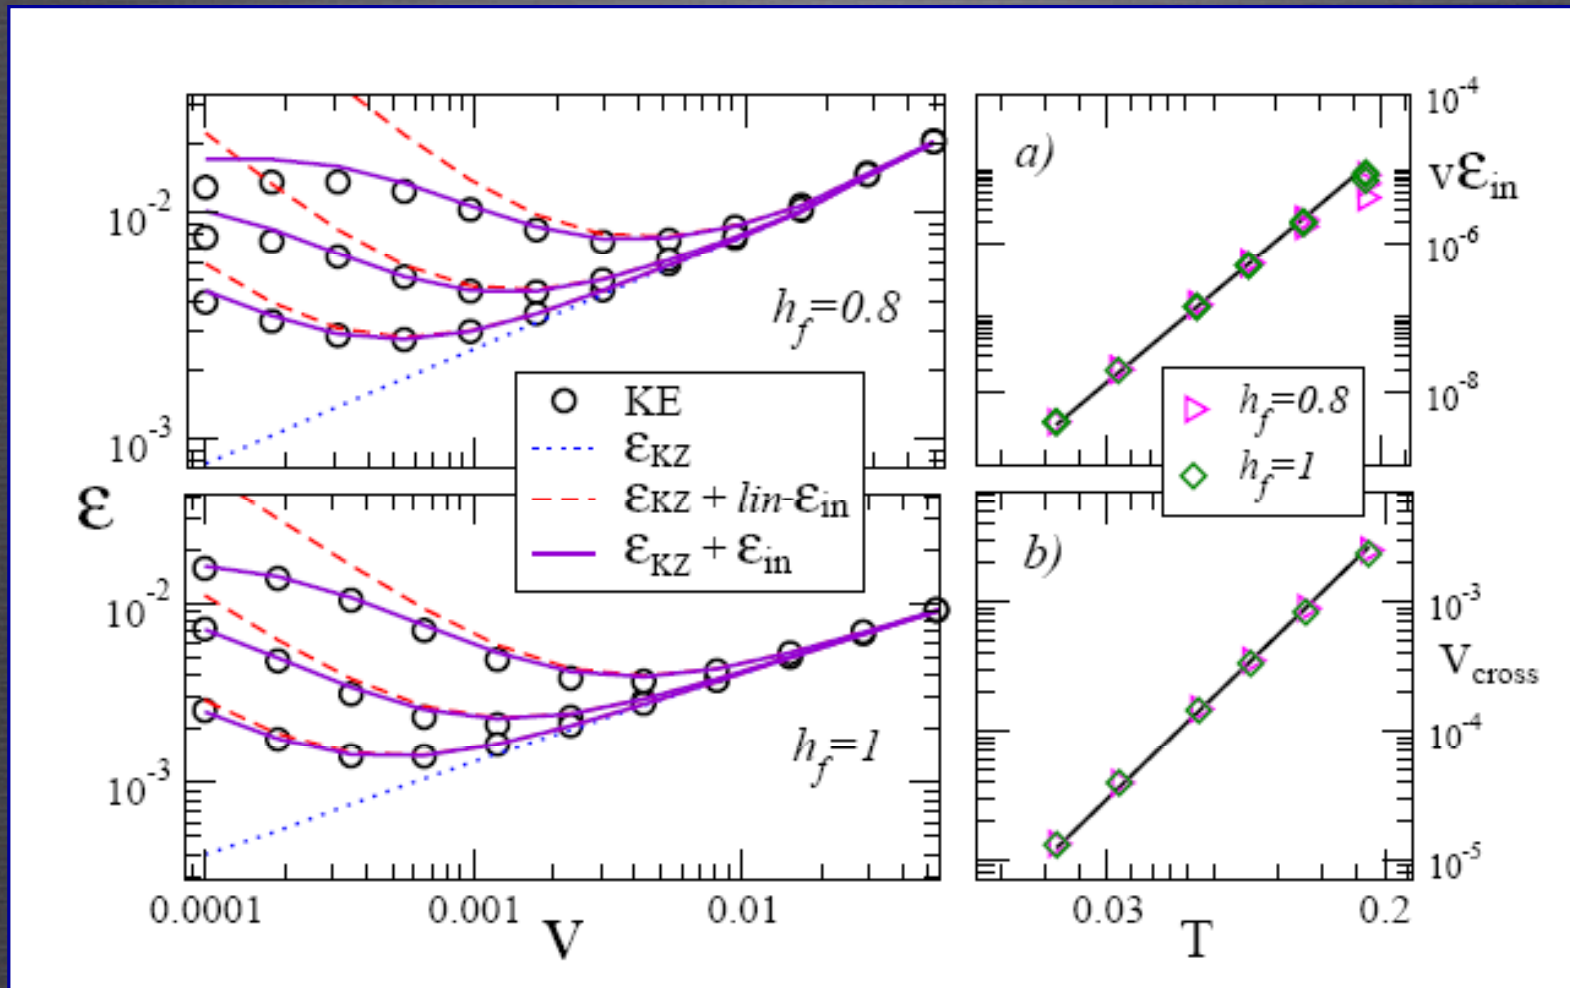 10⁻²
10⁻³
h_f=0.8
KE
ε_KZ
ε_KZ + lin-ε_in
ε_KZ + ε_in
ε
10⁻²
10⁻³
h_f=1
0.0001
0.001
0.01
V
a)
10⁻⁴
vε_in
10⁻⁶
10⁻⁸
h_f=0.8
h_f=1
b)
10⁻³
v_cross
10⁻⁴
10⁻⁵
0.03
0.2
T